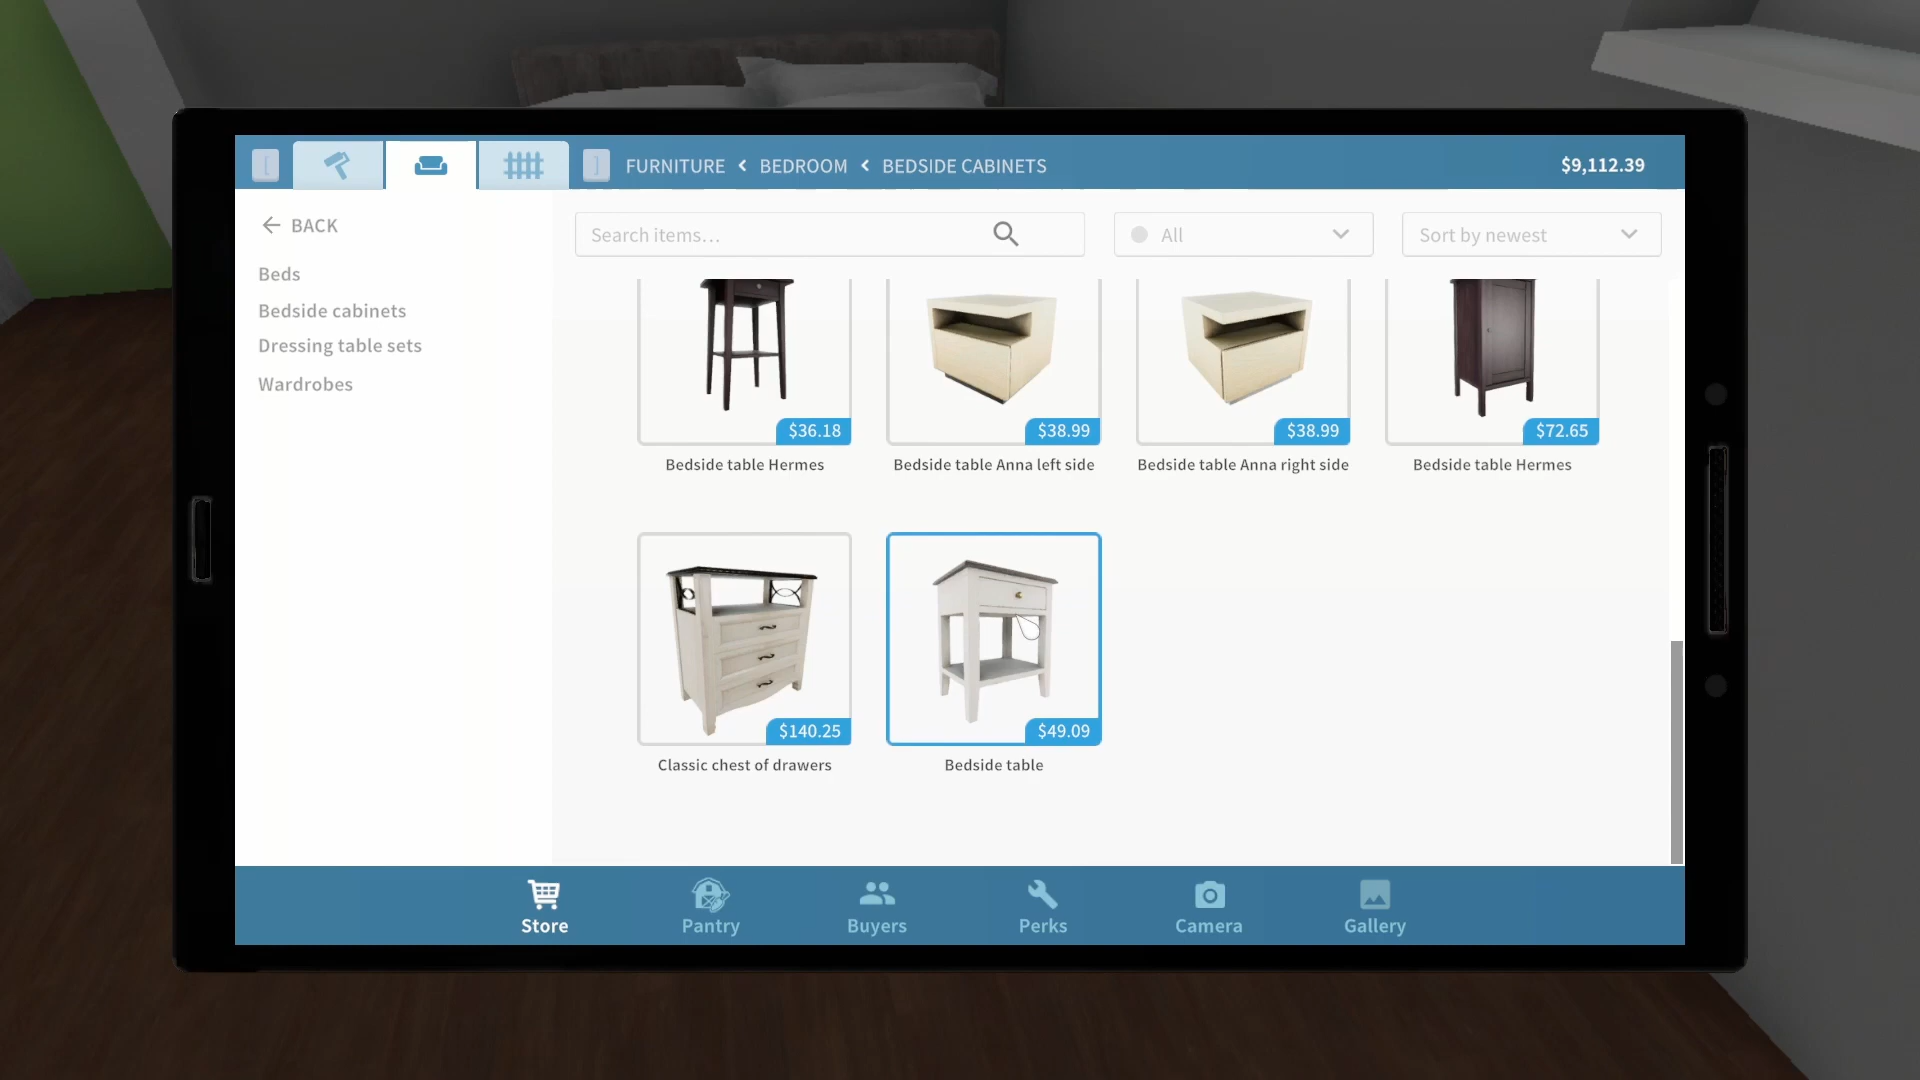 [
]
FURNITURE < BEDROOM < BEDSIDE CABINETS
$9,112.39
BACK
Beds
Bedside cabinets
Dressing table sets
Wardrobes
Search items...
All
Sort by newest
$36.18
$38.99
$38.99
$72.65
Bedside table Hermes
Bedside table Anna left side
Bedside table Anna right side
Bedside table Hermes
$140.25
$49.09
Classic chest of drawers
Bedside table
Store
Pantry
Buyers
Perks
Camera
Gallery